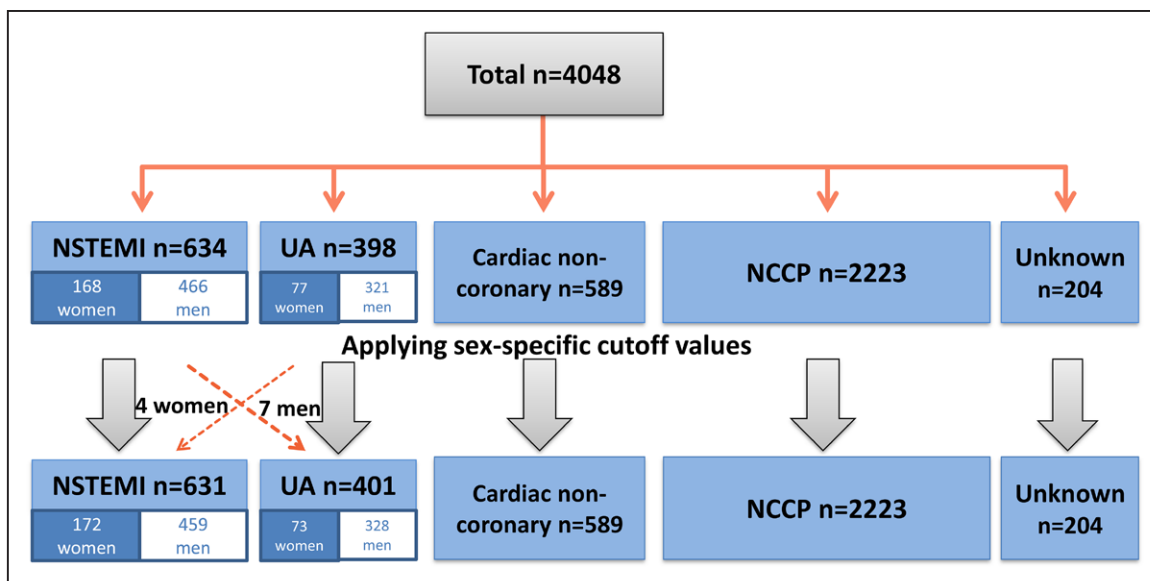 Total n=4048
NSTEMI n=634
168
women
466
men
UA n=398
77
women
321
men
Cardiac non-
coronary n=589
NCCP n=2223
Unknown
n=204
Applying sex-specific cutoff values
4 women
7 men
NSTEMI n=631
172
women
459
men
UA n=401
73
women
328
men
Cardiac non-
coronary n=589
NCCP n=2223
Unknown
n=204